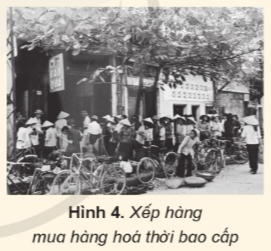 Hình 4. Xếp hàng
mua hàng hoá thời bao cấp